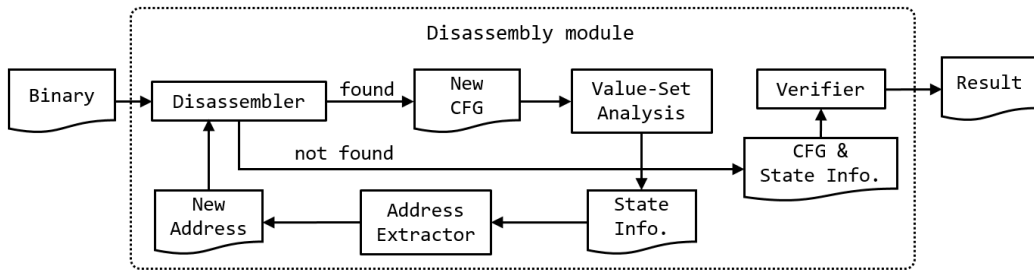 Disassembly module
Binary
Disassembler
found
New
CFG
Value-Set
Analysis
Verifier
Result
not found
CFG &
State Info.
New
Address
Address
Extractor
State
Info.